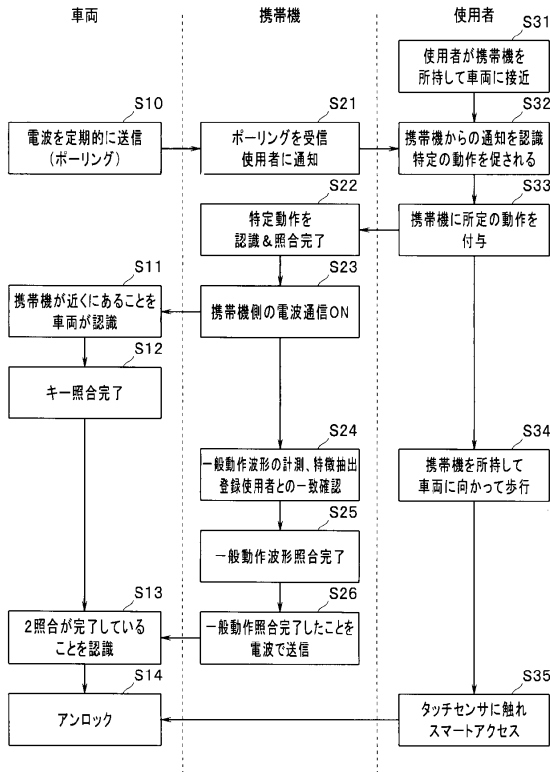 車両
携帯機
使用者
S31
使用者が携帯機を
所持して車両に接近
S10
電波を定期的に送信
(ポーリング)
S21
ポーリングを受信
使用者に通知
S32
携帯機からの通知を認識
特定の動作を促される
S22
特定動作を
認識&照合完了
S33
携帯機に所定の動作を
付与
S11
携帯機が近くにあることを
車両が認識
S23
携帯機側の電波通信ON
S12
キー照合完了
S24
一般動作波形の計測、特徴抽出
登録使用者との一致確認
S34
携帯機を所持して
車両に向かって歩行
S25
一般動作波形照合完了
S13
2照合が完了している
ことを認識
S26
一般動作照合完了したことを
電波で送信
S14
アンロック
S35
タッチセンサに触れ
スマートアクセス